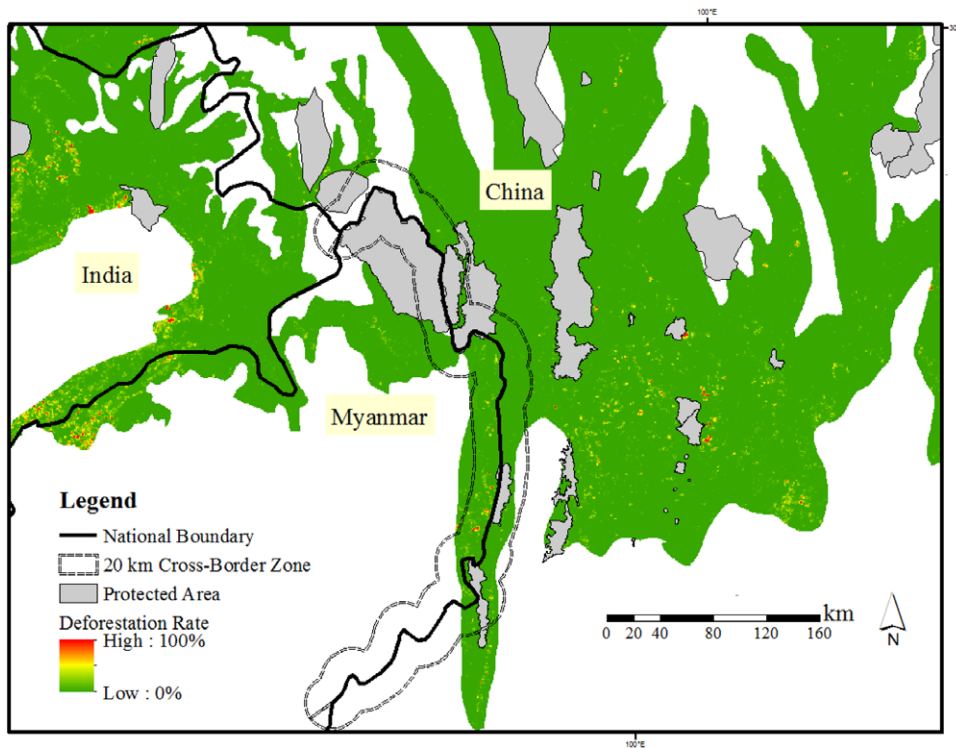 100°E
30
China
India
Myanmar
Legend
National Boundary
20 km Cross-Border Zone
Protected Area
Deforestation Rate
High : 100%
Low : 0%
km
0 20 40 80 120 160
N
100°E